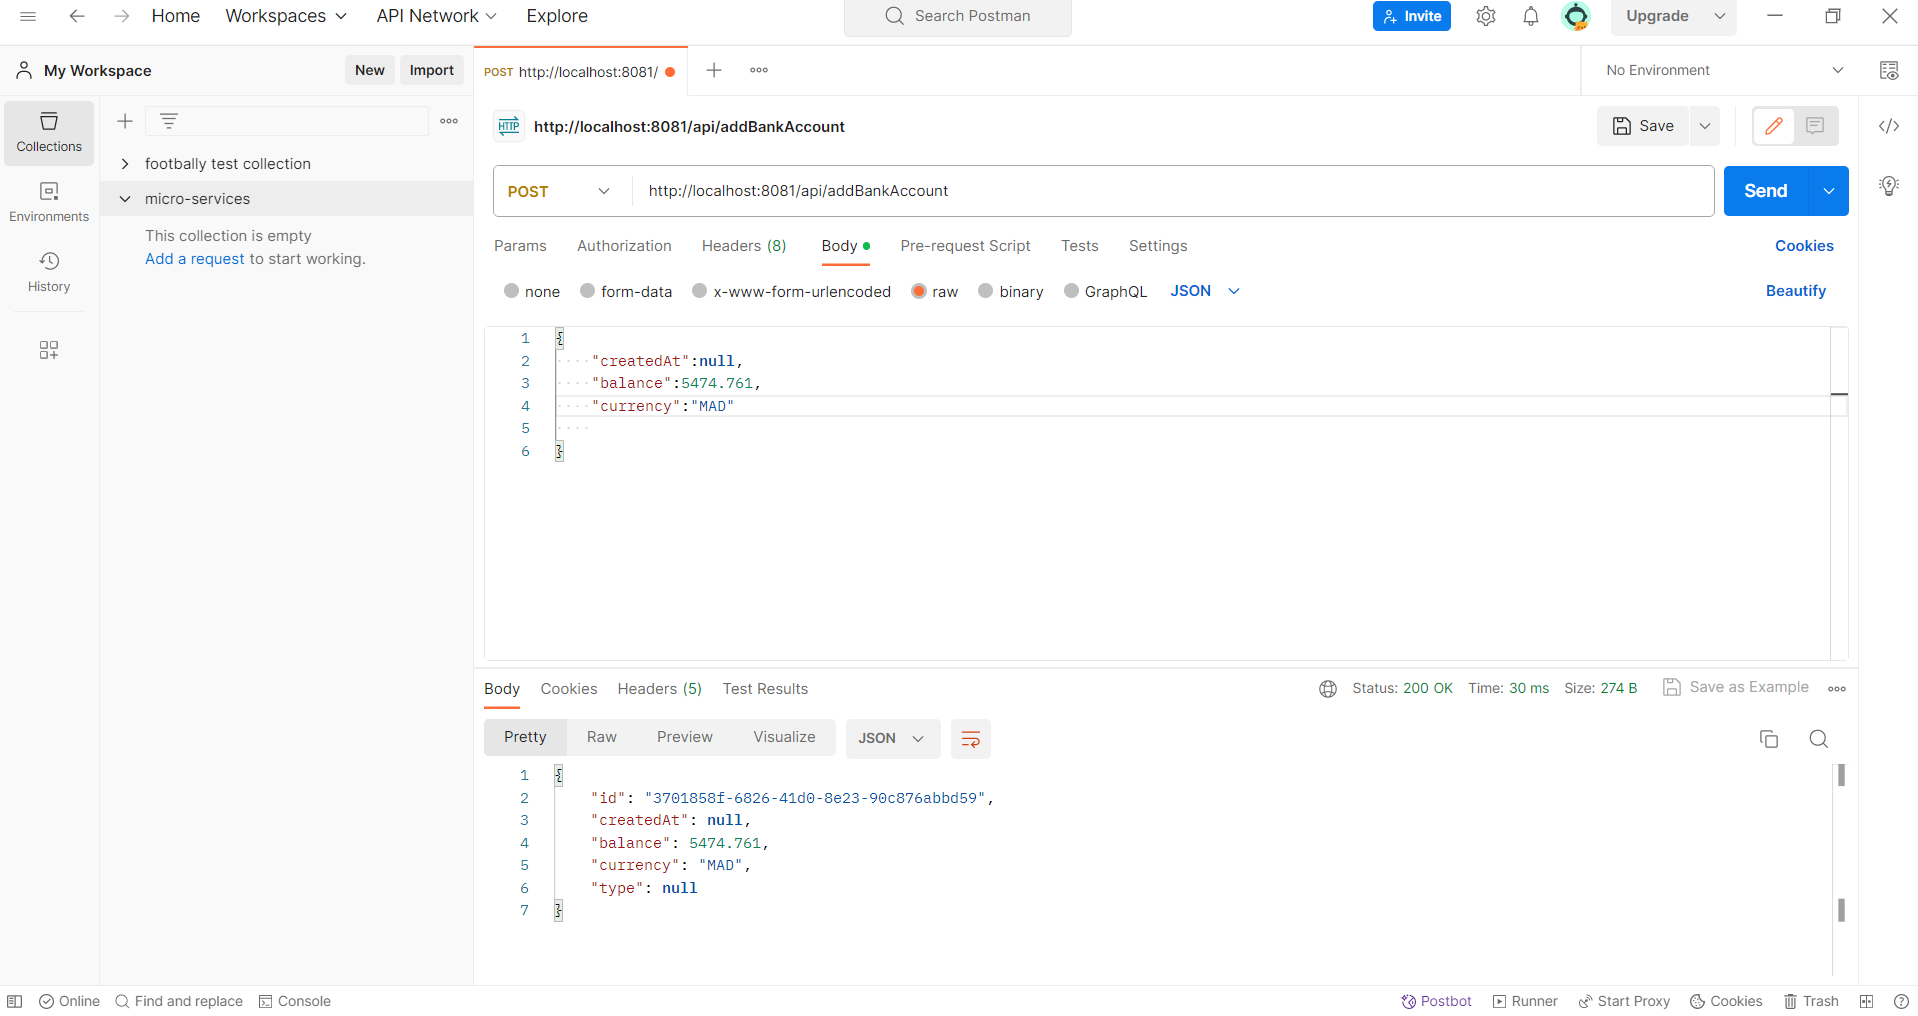 Home Workspaces API Network Explore Search Postman Invite Upgrade
My Workspace New Import POST http://localhost:8081/ No Environment
Collections
Environments
History
footbally test collection
micro-services
This collection is empty
Add a request to start working.
HTTP http://localhost:8081/api/addBankAccount Save
POST http://localhost:8081/api/addBankAccount Send
Params Authorization Headers (8) Body Pre-request Script Tests Settings Cookies
none form-data x-www-form-urlencoded raw binary GraphQL JSON Beautify
1 {
2 "createdAt":null,
3 "balance":5474.761,
4 "currency":"MAD"
5
6 }
Body Cookies Headers (5) Test Results Status: 200 OK Time: 30 ms Size: 274 B Save as Example
Pretty Raw Preview Visualize JSON
1 {
2 "id": "3701858f-6826-41d0-8e23-90c876abbd59",
3 "createdAt": null,
4 "balance": 5474.761,
5 "currency": "MAD",
6 "type": null
7 }
Online Find and replace Console Postbot Runner Start Proxy Cookies Trash